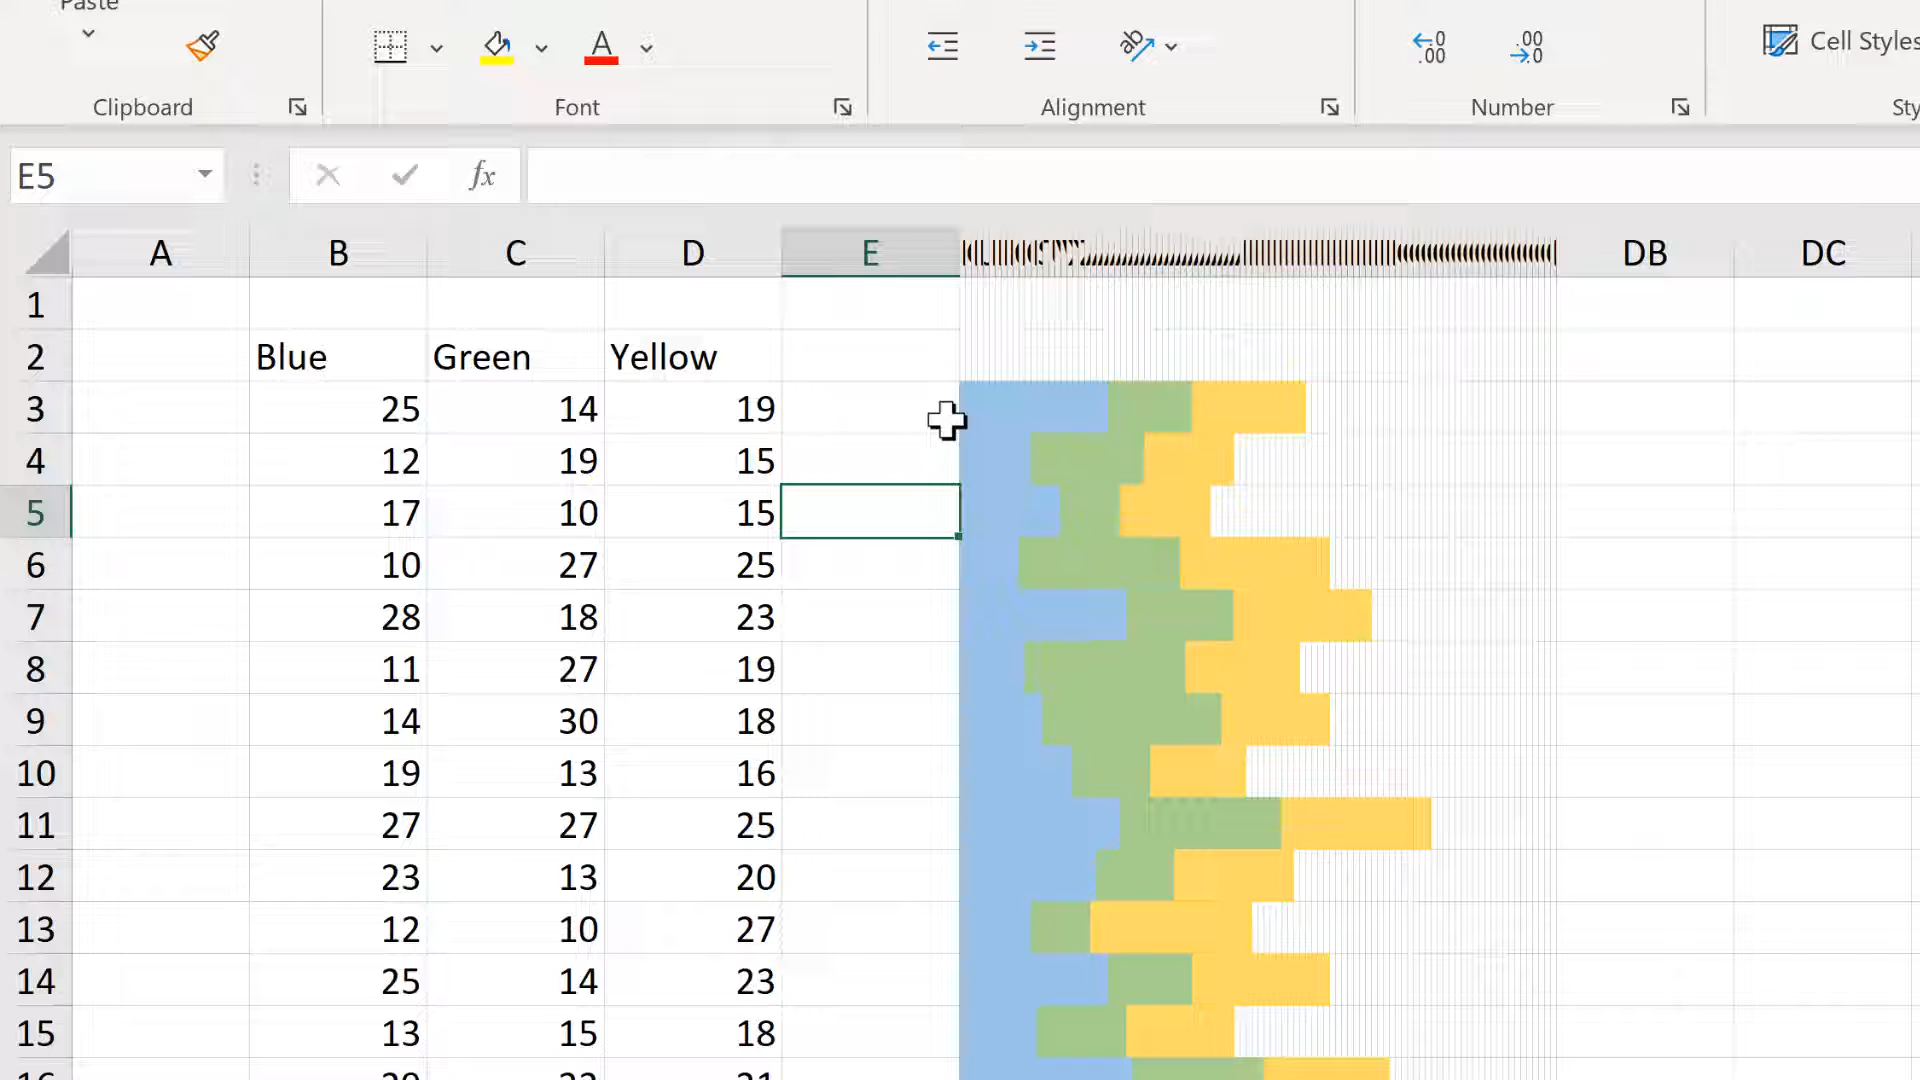 Paste
Cell Styles
Clipboard Font Alignment Number
E5 fx
A B C D E DB DC
1
2 Blue Green Yellow
3 25 14 19
4 12 19 15
5 17 10 15
6 10 27 25
7 28 18 23
8 11 27 19
9 14 30 18
10 19 13 16
11 27 27 25
12 23 13 20
13 12 10 27
14 25 14 23
15 13 15 18